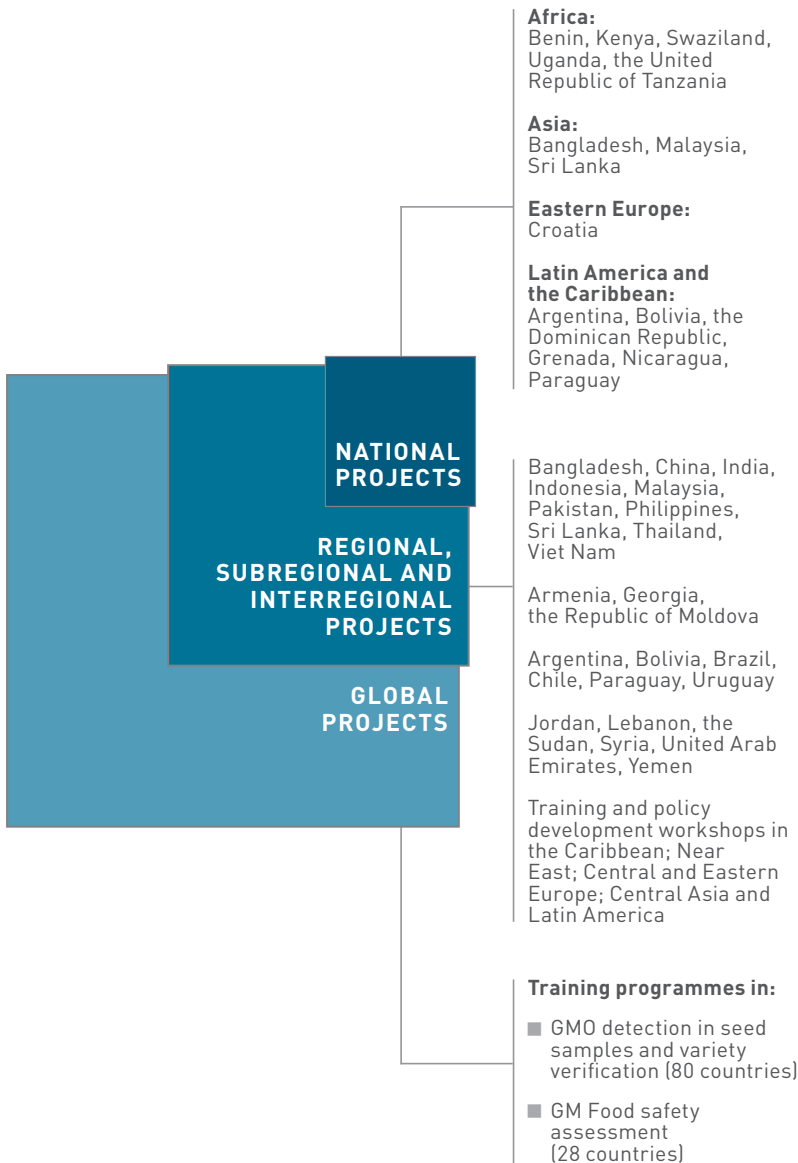 Africa:
Benin, Kenya, Swaziland,
Uganda, the United
Republic of Tanzania
Asia:
Bangladesh, Malaysia,
Sri Lanka
Eastern Europe:
Croatia
Latin America and
the Caribbean:
Argentina, Bolivia, the
Dominican Republic,
Grenada, Nicaragua,
Paraguay
NATIONAL
PROJECTS
Bangladesh, China, India,
Indonesia, Malaysia,
Pakistan, Philippines,
Sri Lanka, Thailand,
Viet Nam
Armenia, Georgia,
the Republic of Moldova
Argentina, Bolivia, Brazil,
Chile, Paraguay, Uruguay
Jordan, Lebanon, the
Sudan, Syria, United Arab
Emirates, Yemen
Training and policy
development workshops in
the Caribbean; Near
East; Central and Eastern
Europe; Central Asia and
Latin America
REGIONAL,
SUBREGIONAL AND
INTERREGIONAL
PROJECTS
GLOBAL
PROJECTS
Training programmes in:
GMO detection in seed
samples and variety
verification (80 countries)
GM Food safety
assessment
(28 countries)